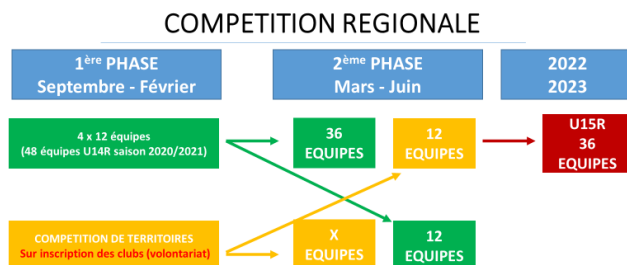 COMPETITION REGIONALE
1ère PHASE
Septembre - Février
2ème PHASE
Mars - Juin
2022
2023
4 x 12 équipes
(48 équipes U14R saison 2020/2021)
36
EQUIPES
12
EQUIPES
U15R
36
EQUIPES
COMPETITION DE TERRITOIRES
Sur inscription des clubs (volontariat)
X
EQUIPES
12
EQUIPES